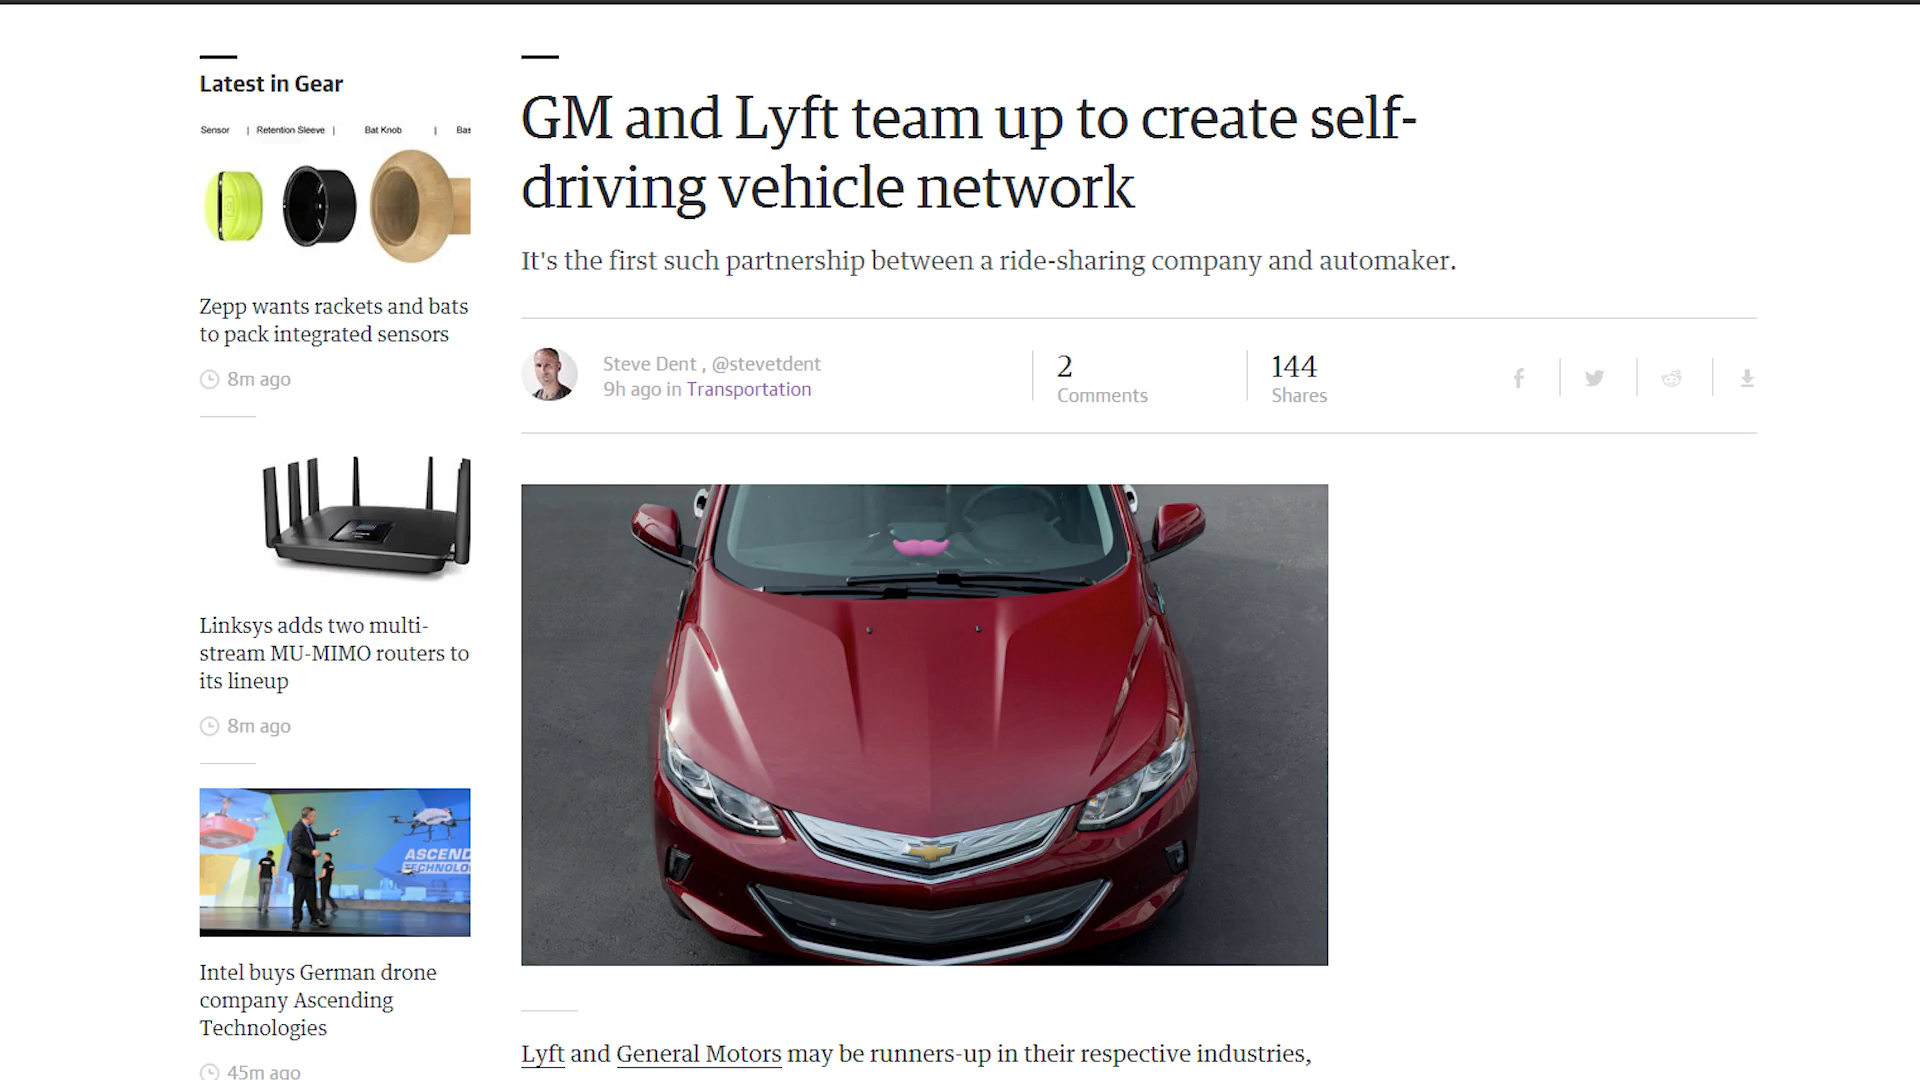 Latest in Gear
Sensor | Retention Sleeve | Bat Knob | Bas
Zepp wants rackets and bats
to pack integrated sensors
8m ago
Linksys adds two multi-
stream MU-MIMO routers to
its lineup
8m ago
ASCEND
TECHNOLO
Intel buys German drone
company Ascending
Technologies
45m ago
GM and Lyft team up to create self-
driving vehicle network
It's the first such partnership between a ride-sharing company and automaker.
Steve Dent , @stevetdent
9h ago in Transportation
2
Comments
144
Shares
Lyft and General Motors may be runners-up in their respective industries,